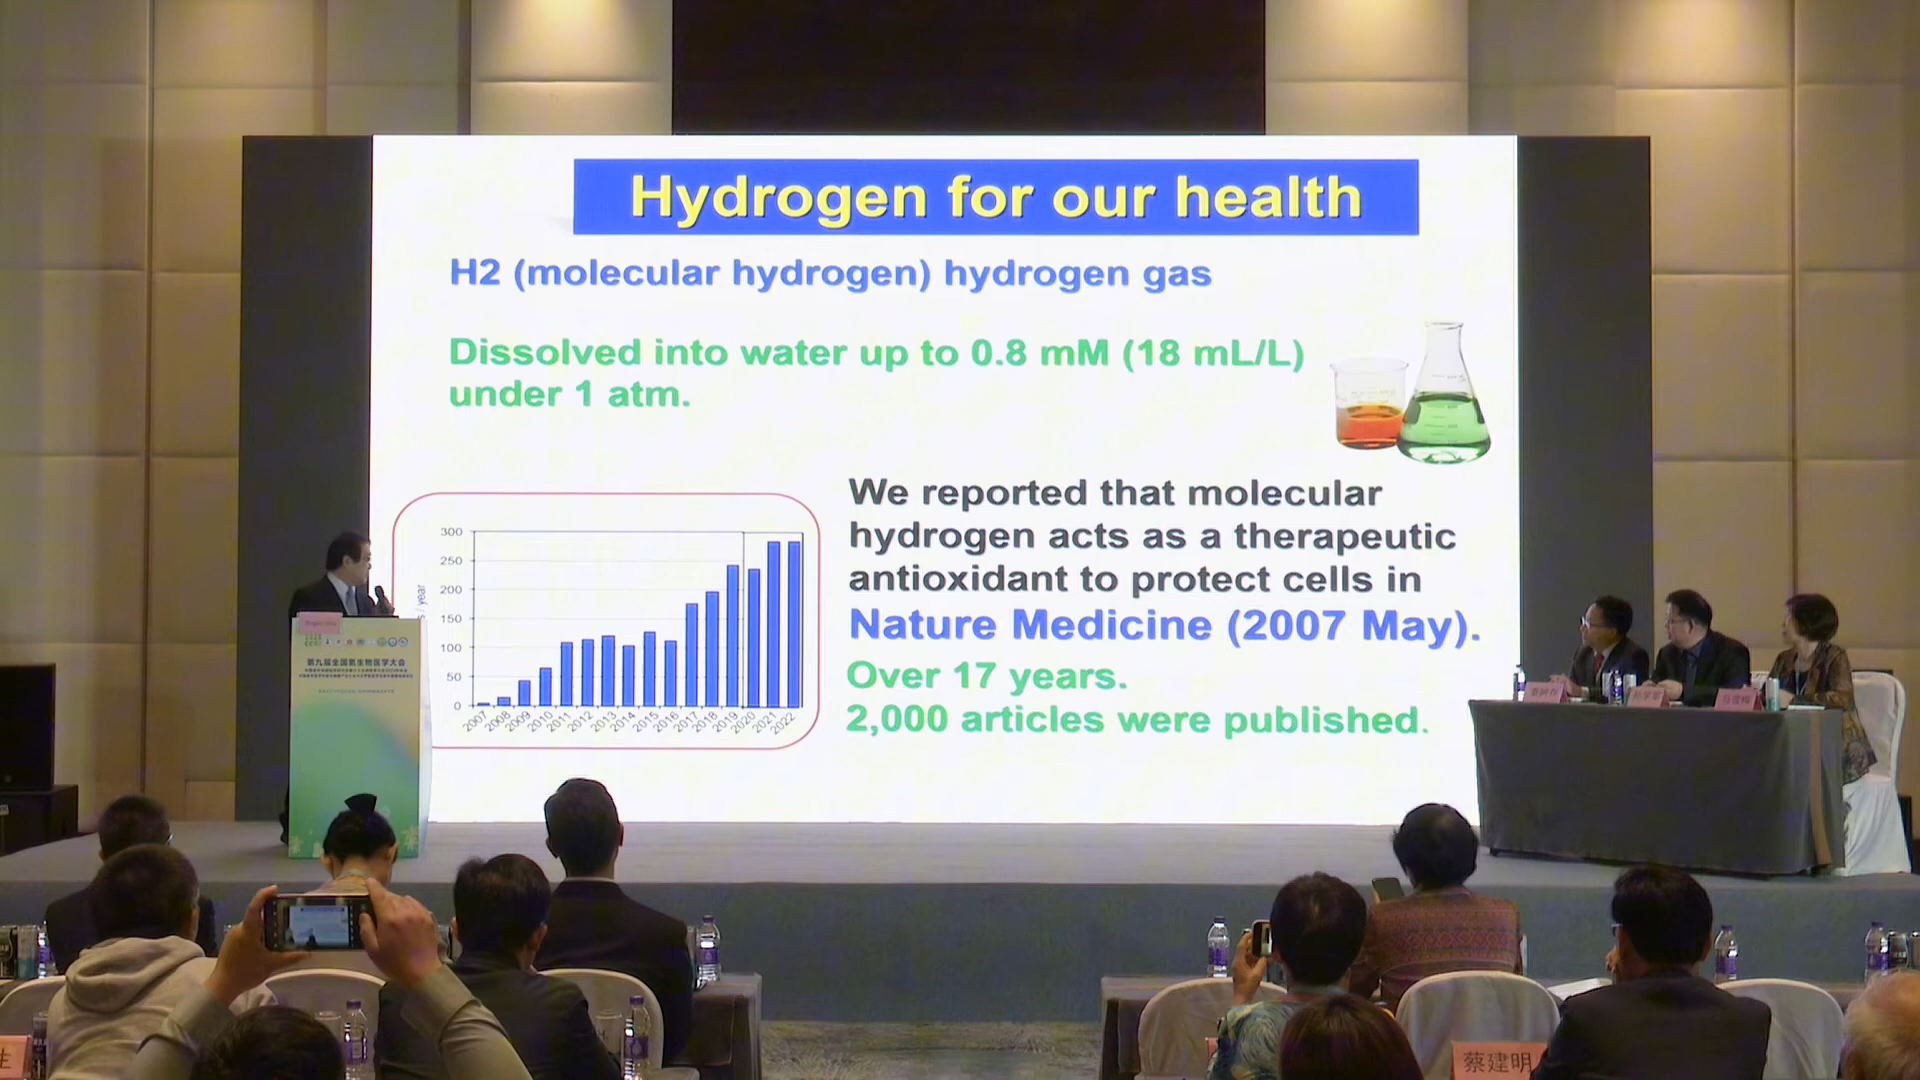 Hydrogen for our health
H2 (molecular hydrogen) hydrogen gas
Dissolved into water up to 0.8 mM (18 mL/L)
under 1 atm.
We reported that molecular
hydrogen acts as a therapeutic
antioxidant to protect cells in
Nature Medicine (2007 May).
Over 17 years.
2,000 articles were published.
300
250
200
150
100
50
0
/ year
2007
2008
2009
2010
2011
2012
2013
2014
2015
2016
2017
2018
2019
2020
2021
2022
第九届全国氢生物医学大会
蔡建明
生